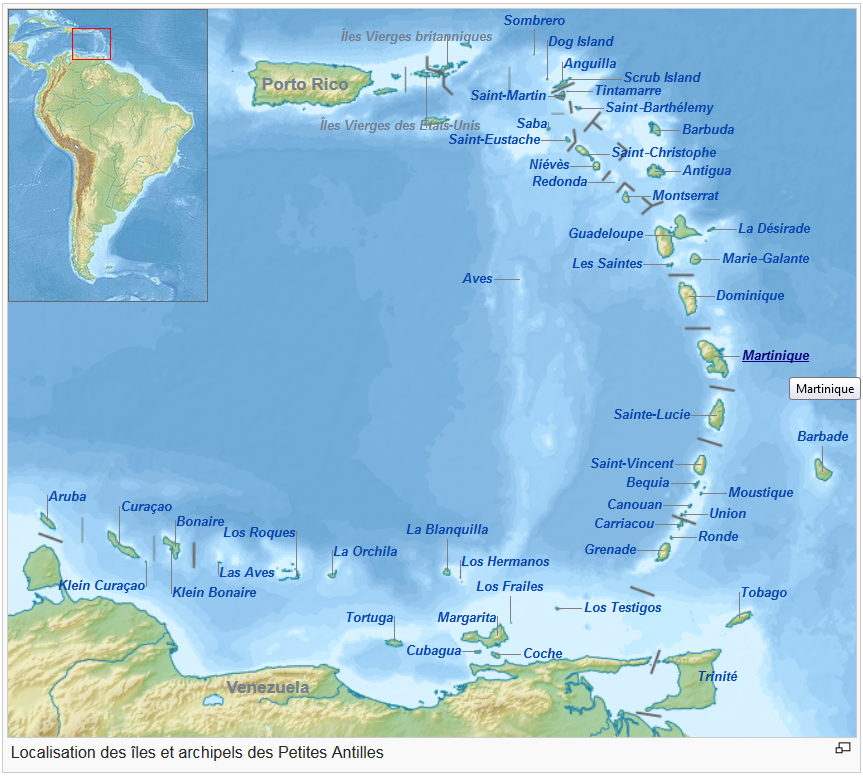 Sombrero
Îles Vierges britanniques
Dog Island
Anguilla
Scrub Island
Porto Rico
Tintamarre
Saint-Martin
Saint-Barthélemy
Îles Vierges des États-Unis
Saba
Barbuda
Saint-Eustache
Saint-Christophe
Niévès
Antigua
Redonda
Montserrat
La Désirade
Guadeloupe
Marie-Galante
Les Saintes
Aves
Dominique
Martinique
Martinique
Sainte-Lucie
Barbade
Saint-Vincent
Bequia
Moustique
Aruba
Canouan
Curaçao
Union
Bonaire
Carriacou
Los Roques
La Blanquilla
Ronde
La Orchila
Grenade
Los Hermanos
Las Aves
Klein Curaçao
Los Frailes
Klein Bonaire
Tobago
Los Testigos
Tortuga
Margarita
Cubagua
Coche
Trinité
Venezuela
Localisation des îles et archipels des Petites Antilles